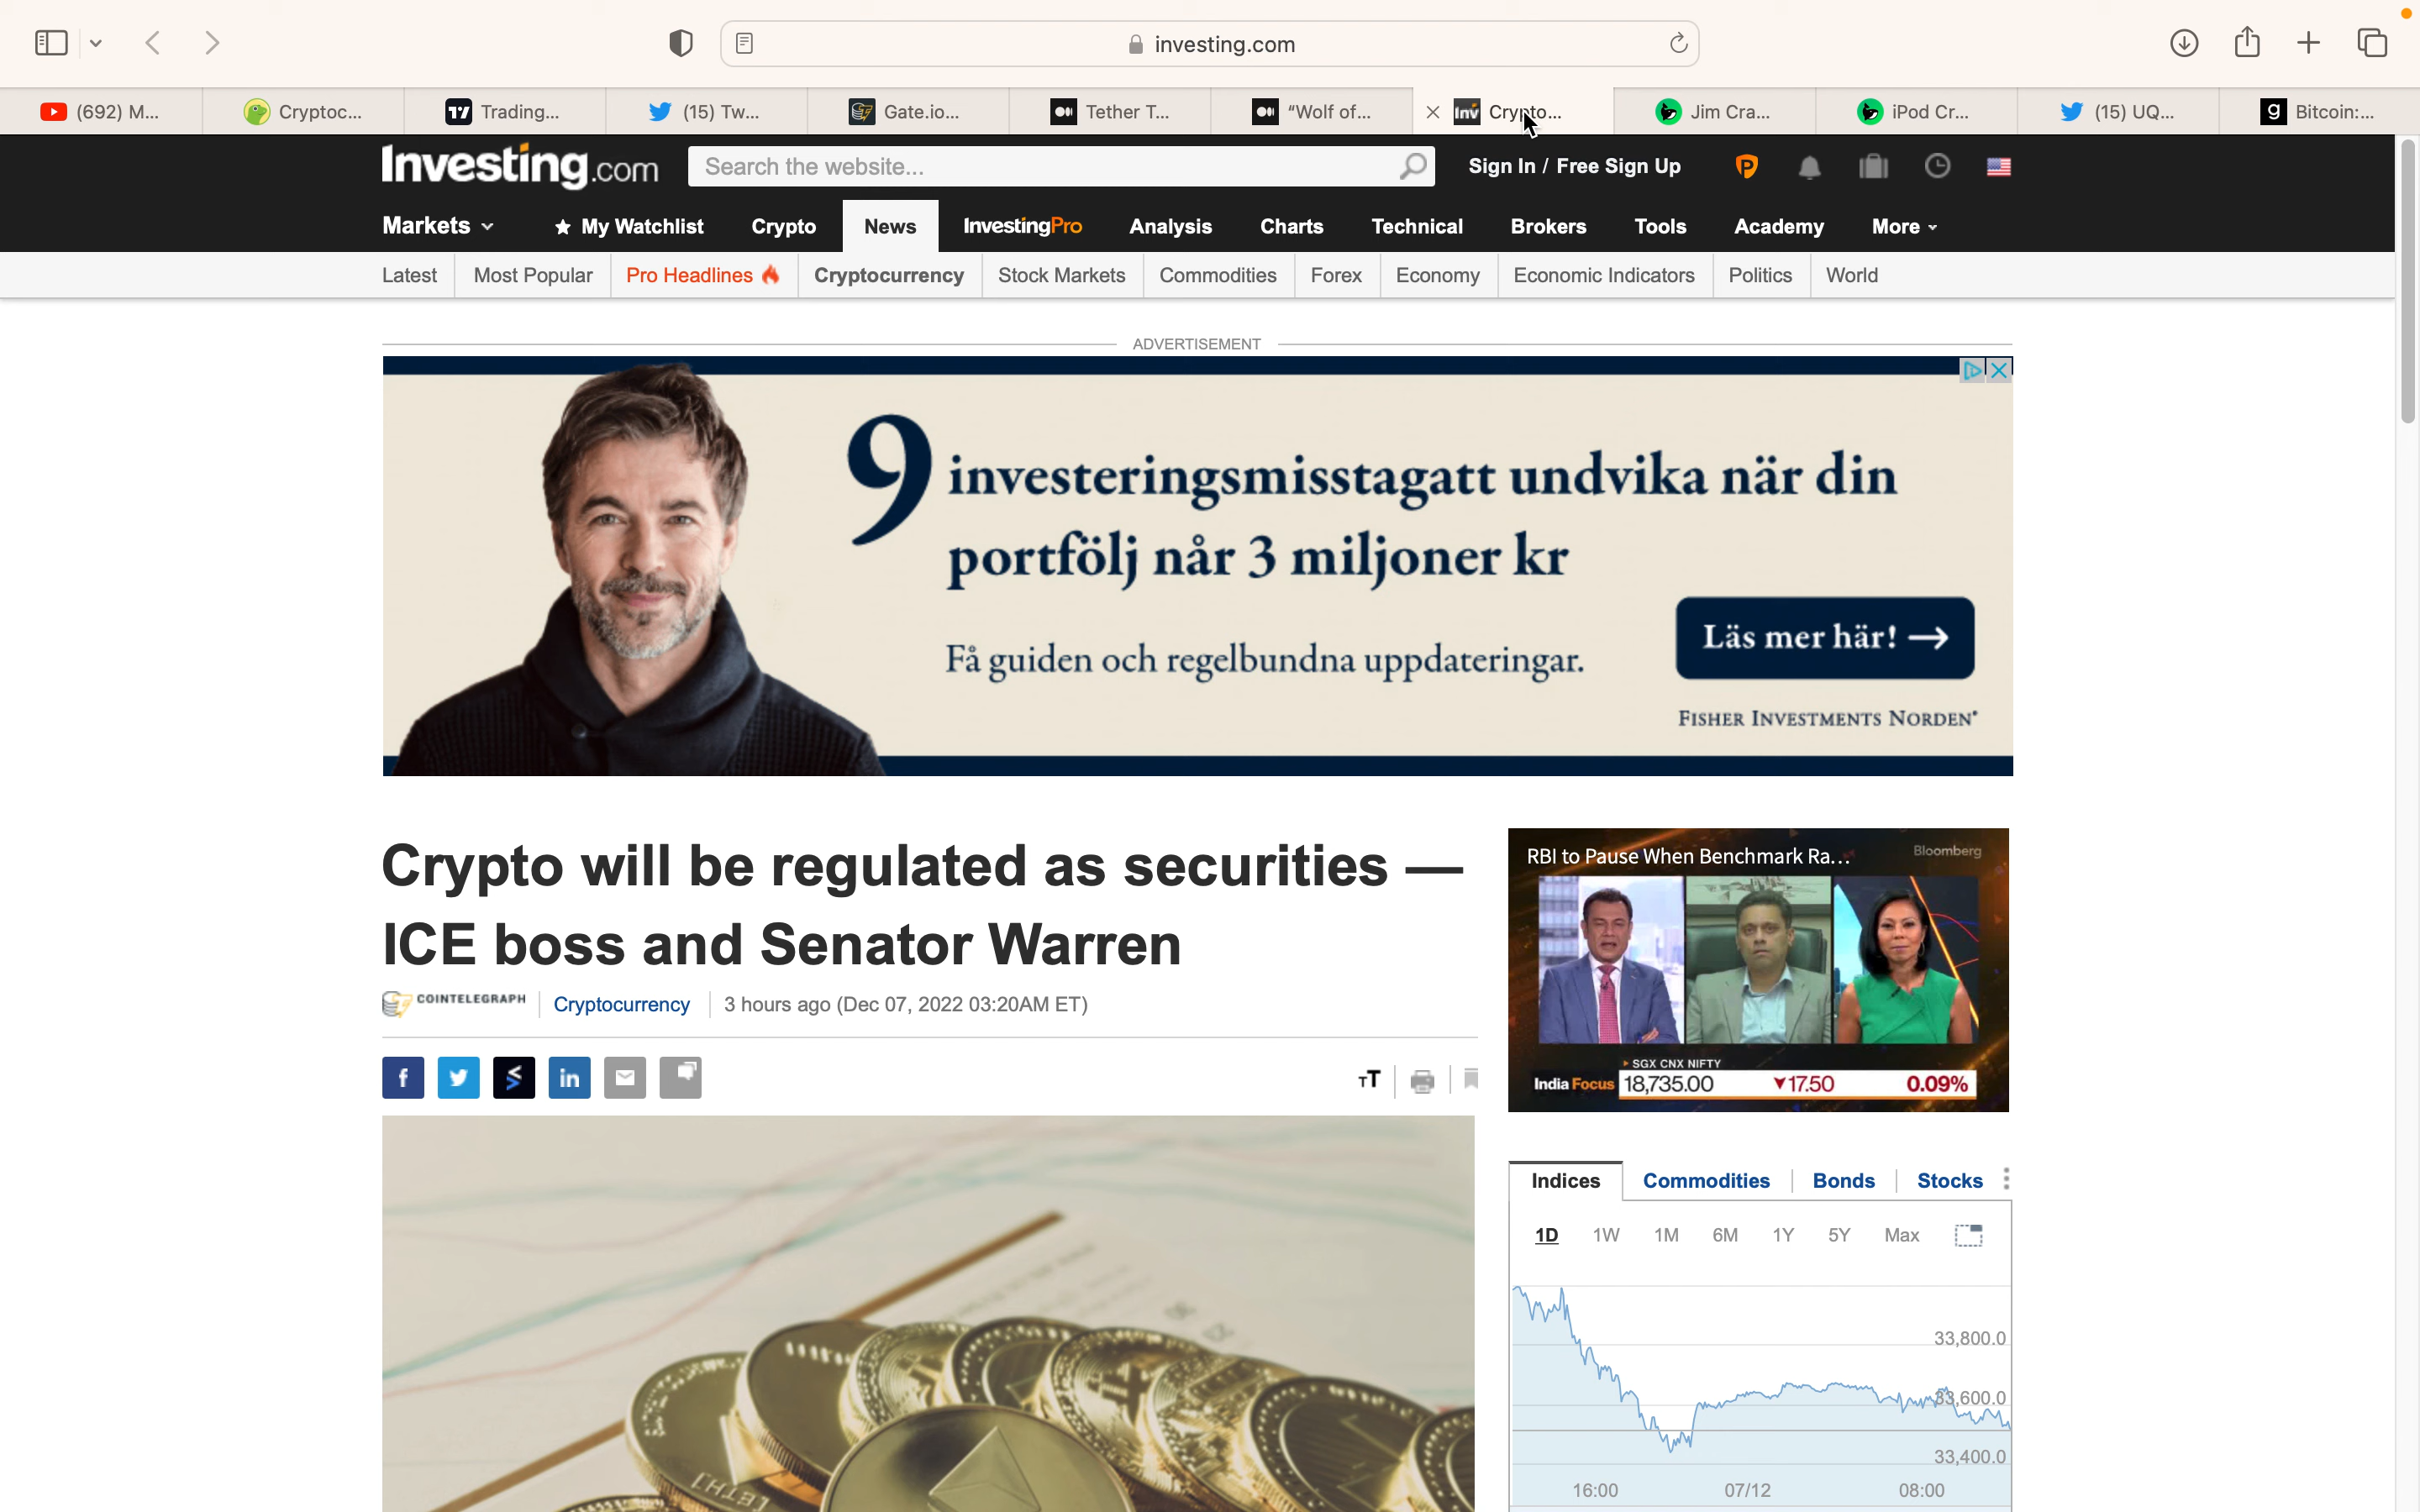 investing.com
(692) M...
Cryptoc...
Trading...
(15) Tw...
Gate.io...
Tether T...
"Wolf of...
Inv Crypto...
Jim Cra...
iPod Cr...
(15) UQ...
g Bitcoin:...
Investing.com
Search the website...
Sign In / Free Sign Up
Markets
My Watchlist
Crypto
News
InvestingPro
Analysis
Charts
Technical
Brokers
Tools
Academy
More
Latest
Most Popular
Pro Headlines
Cryptocurrency
Stock Markets
Commodities
Forex
Economy
Economic Indicators
Politics
World
ADVERTISEMENT
9 investeringsmisstagatt undvika när din
portfölj når 3 miljoner kr
Få guiden och regelbundna uppdateringar.
Läs mer här! →
FISHER INVESTMENTS NORDEN®
Crypto will be regulated as securities —
ICE boss and Senator Warren
COINTELEGRAPH
Cryptocurrency
3 hours ago (Dec 07, 2022 03:20AM ET)
TT
RBI to Pause When Benchmark Ra...
Bloomberg
SGX CNX NIFTY
India Focus 18,735.00 ▼17.50 0.09%
Indices
Commodities
Bonds
Stocks
1D 1W 1M 6M 1Y 5Y Max
33,800.0
33,600.0
33,400.0
16:00 07/12 08:00